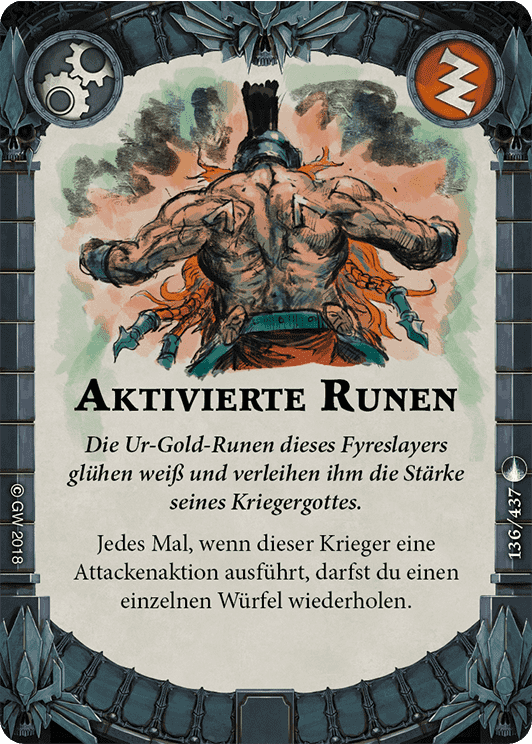 Aktivierte Runen
Die Ur-Gold-Runen dieses Fyreslayers
glühen weiß und verleihen ihm die Stärke
seines Kriegergottes.
Jedes Mal, wenn dieser Krieger eine
Attackenaktion ausführt, darfst du einen
einzelnen Würfel wiederholen.
© GW 2018
136/437